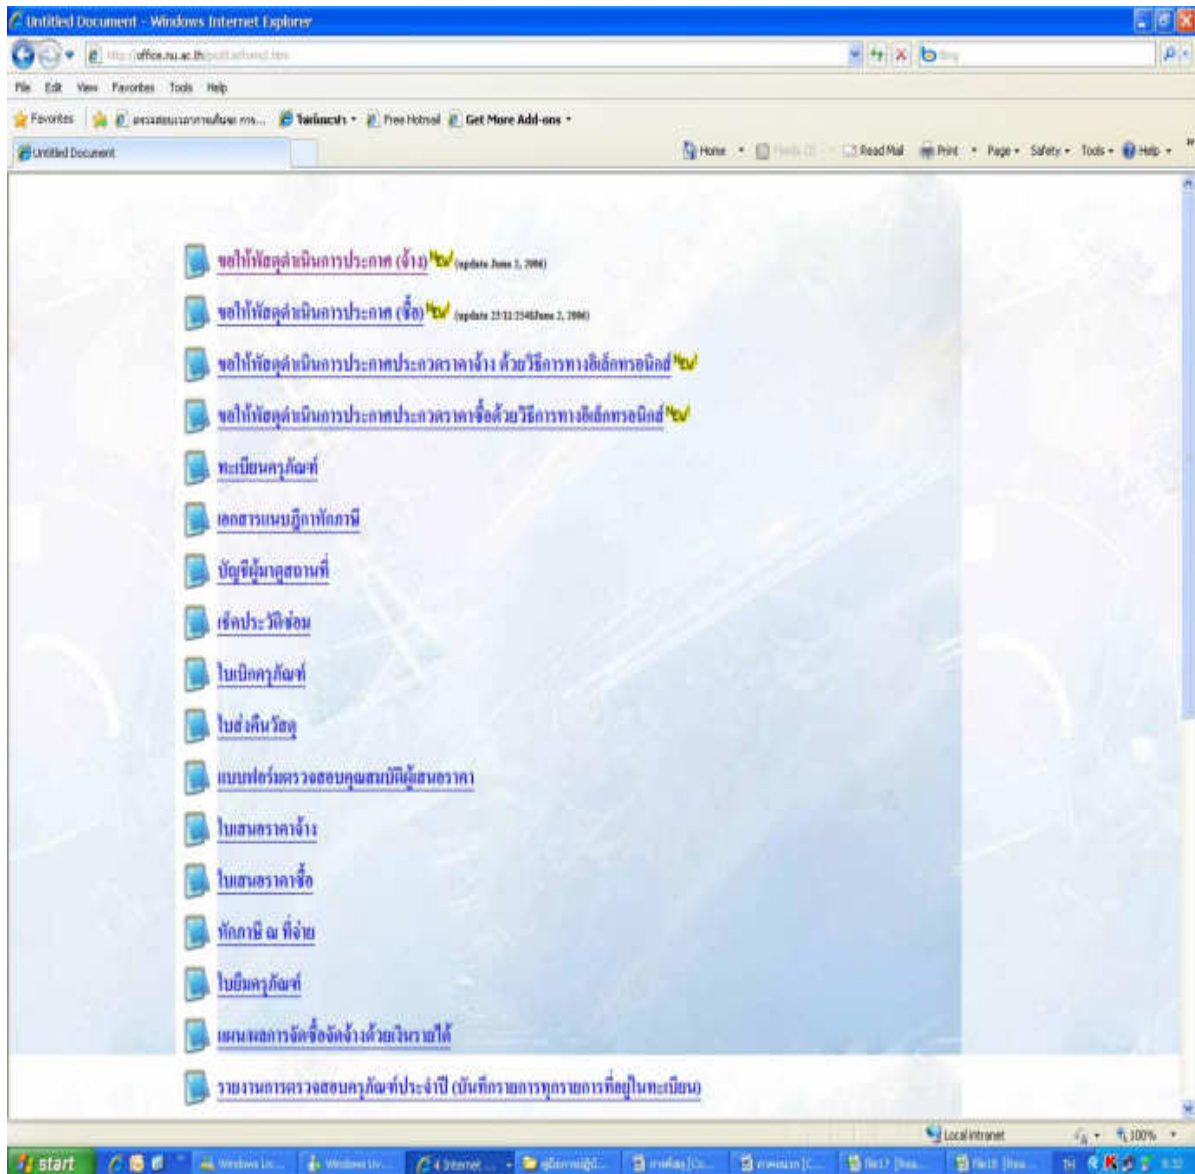 Untitled Document - Windows Internet Explorer
office.nu.ac.th
File Edit View Favorites Tools Help
Favorites Free Hotmail Get More Add-ons
Untitled Document Home Read Mail Print Page Safety Tools Help
ขอให้พัสดุดำเนินการประกาศ (จ้าง) New (update June 2, 2006)
ขอให้พัสดุดำเนินการประกาศ (ซื้อ) New
ขอให้พัสดุดำเนินการประกาศประกวดราคาจ้าง ด้วยวิธีการทางอิเล็กทรอนิกส์ New
ขอให้พัสดุดำเนินการประกาศประกวดราคาซื้อด้วยวิธีการทางอิเล็กทรอนิกส์ New
ทะเบียนครุภัณฑ์
เอกสารแนบฎีกาหักภาษี
บัญชีผู้มาดูสถานที่
เช็คประวัติซ่อม
ใบเบิกครุภัณฑ์
ใบส่งคืนวัสดุ
แบบฟอร์มตรวจสอบคุณสมบัติผู้เสนอราคา
ใบเสนอราคาจ้าง
ใบเสนอราคาซื้อ
หักภาษี ณ ที่จ่าย
ใบยืมครุภัณฑ์
แผนผลการจัดซื้อจัดจ้างด้วยเงินรายได้
รายงานการตรวจสอบครุภัณฑ์ประจำปี (บันทึกรายการทุกรายการที่อยู่ในทะเบียน)
Local intranet 100%
start Windows Liv... Windows Liv... 4 Internet ...